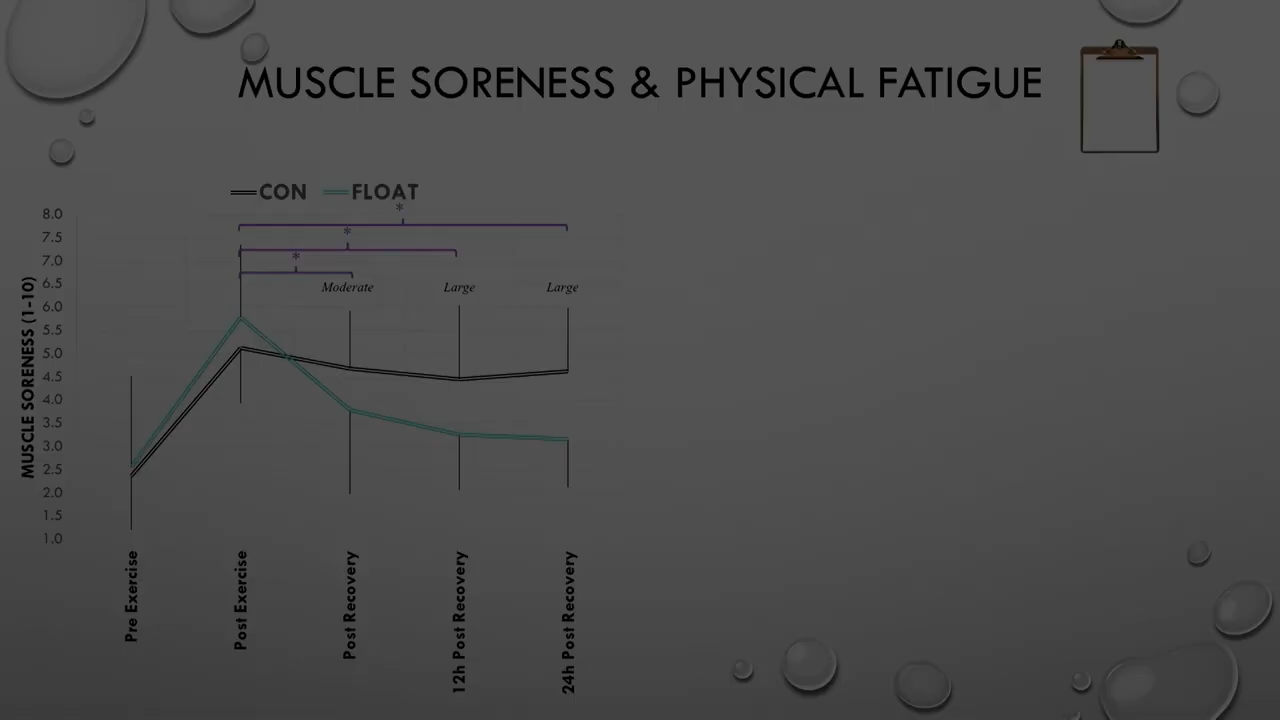 MUSCLE SORENESS & PHYSICAL FATIGUE
CON FLOAT
*
*
*
Moderate Large Large
MUSCLE SORENESS (1-10)
8.0
7.5
7.0
6.5
6.0
5.5
5.0
4.5
4.0
3.5
3.0
2.5
2.0
1.5
1.0
Pre Exercise
Post Exercise
Post Recovery
12h Post Recovery
24h Post Recovery